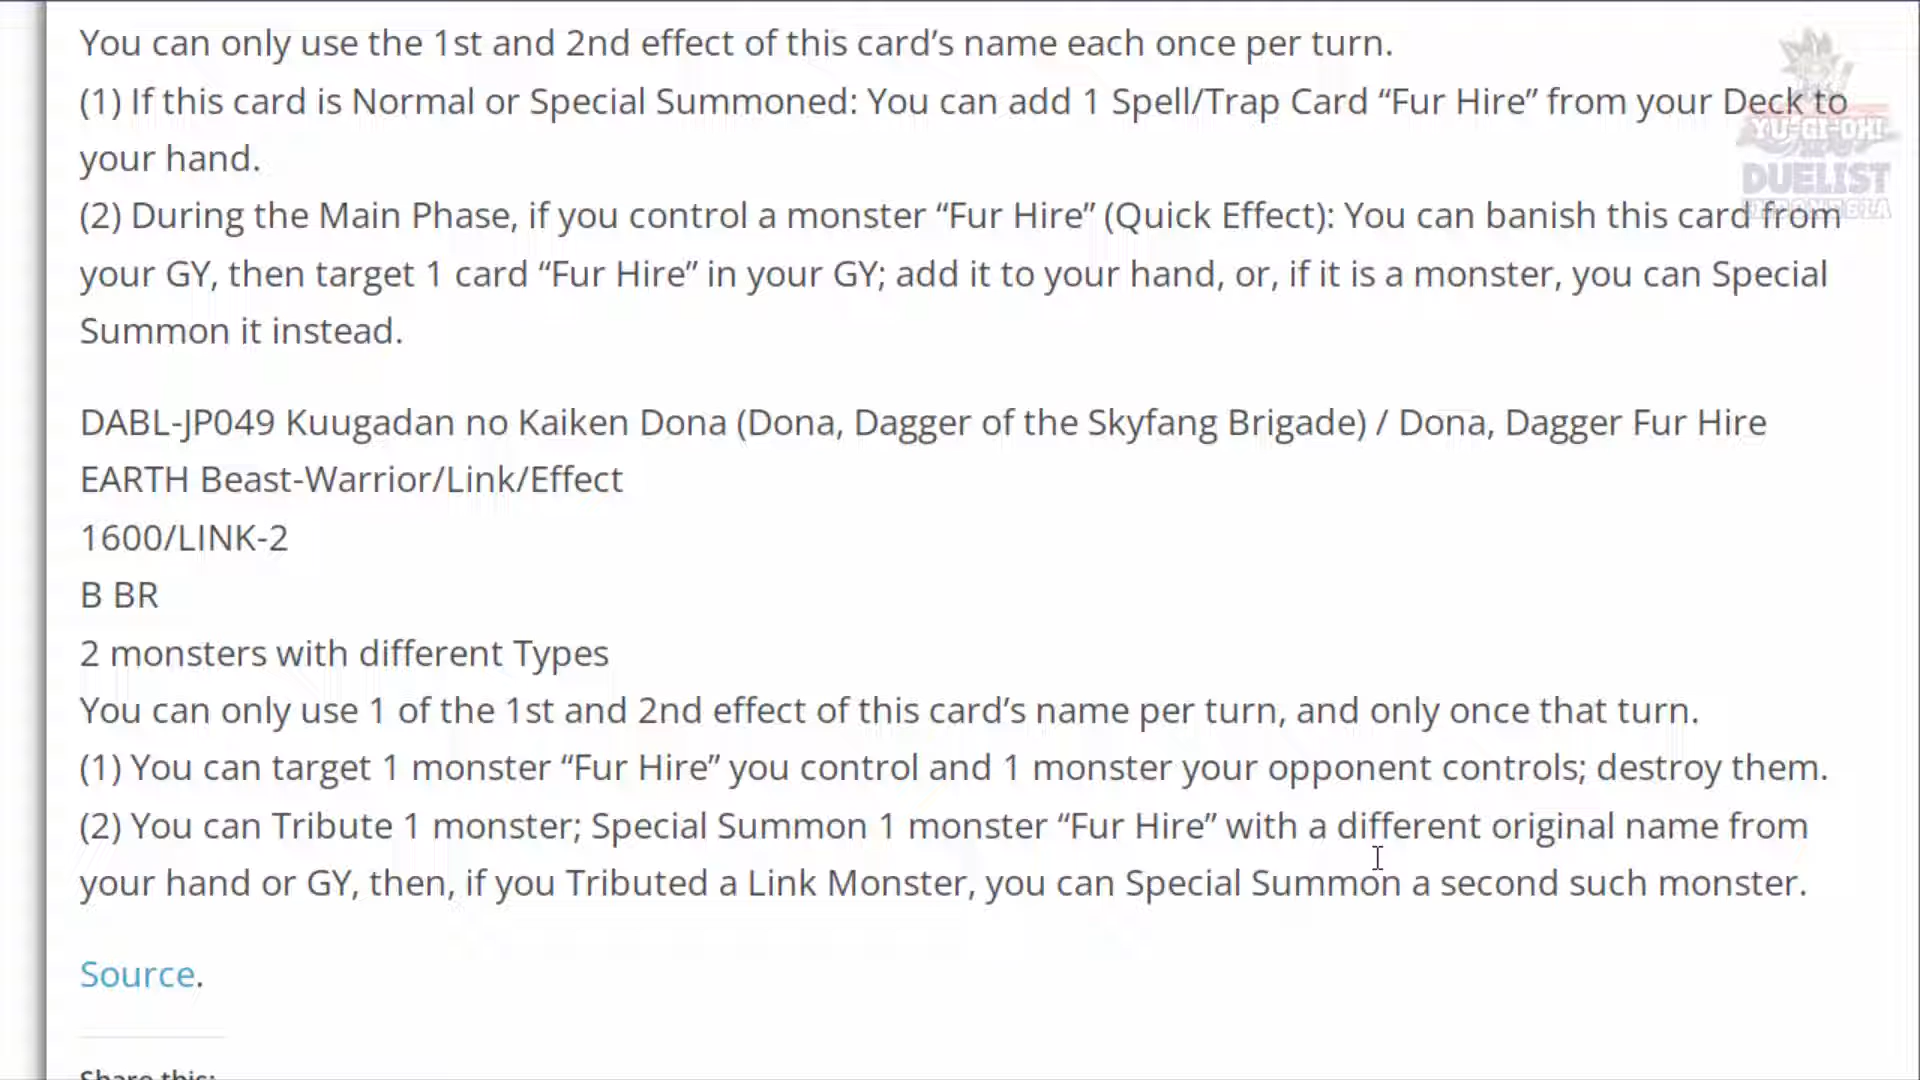 You can only use the 1st and 2nd effect of this card’s name each once per turn.
(1) If this card is Normal or Special Summoned: You can add 1 Spell/Trap Card “Fur Hire” from your Deck to
your hand.
(2) During the Main Phase, if you control a monster “Fur Hire” (Quick Effect): You can banish this card from
your GY, then target 1 card “Fur Hire” in your GY; add it to your hand, or, if it is a monster, you can Special
Summon it instead.
DABL-JP049 Kuugadan no Kaiken Dona (Dona, Dagger of the Skyfang Brigade) / Dona, Dagger Fur Hire
EARTH Beast-Warrior/Link/Effect
1600/LINK-2
B BR
2 monsters with different Types
You can only use 1 of the 1st and 2nd effect of this card’s name per turn, and only once that turn.
(1) You can target 1 monster “Fur Hire” you control and 1 monster your opponent controls; destroy them.
(2) You can Tribute 1 monster; Special Summon 1 monster “Fur Hire” with a different original name from
your hand or GY, then, if you Tributed a Link Monster, you can Special Summon a second such monster.
Source.
Share this:
YU-GI-OH!
DUELIST
INDONESIA